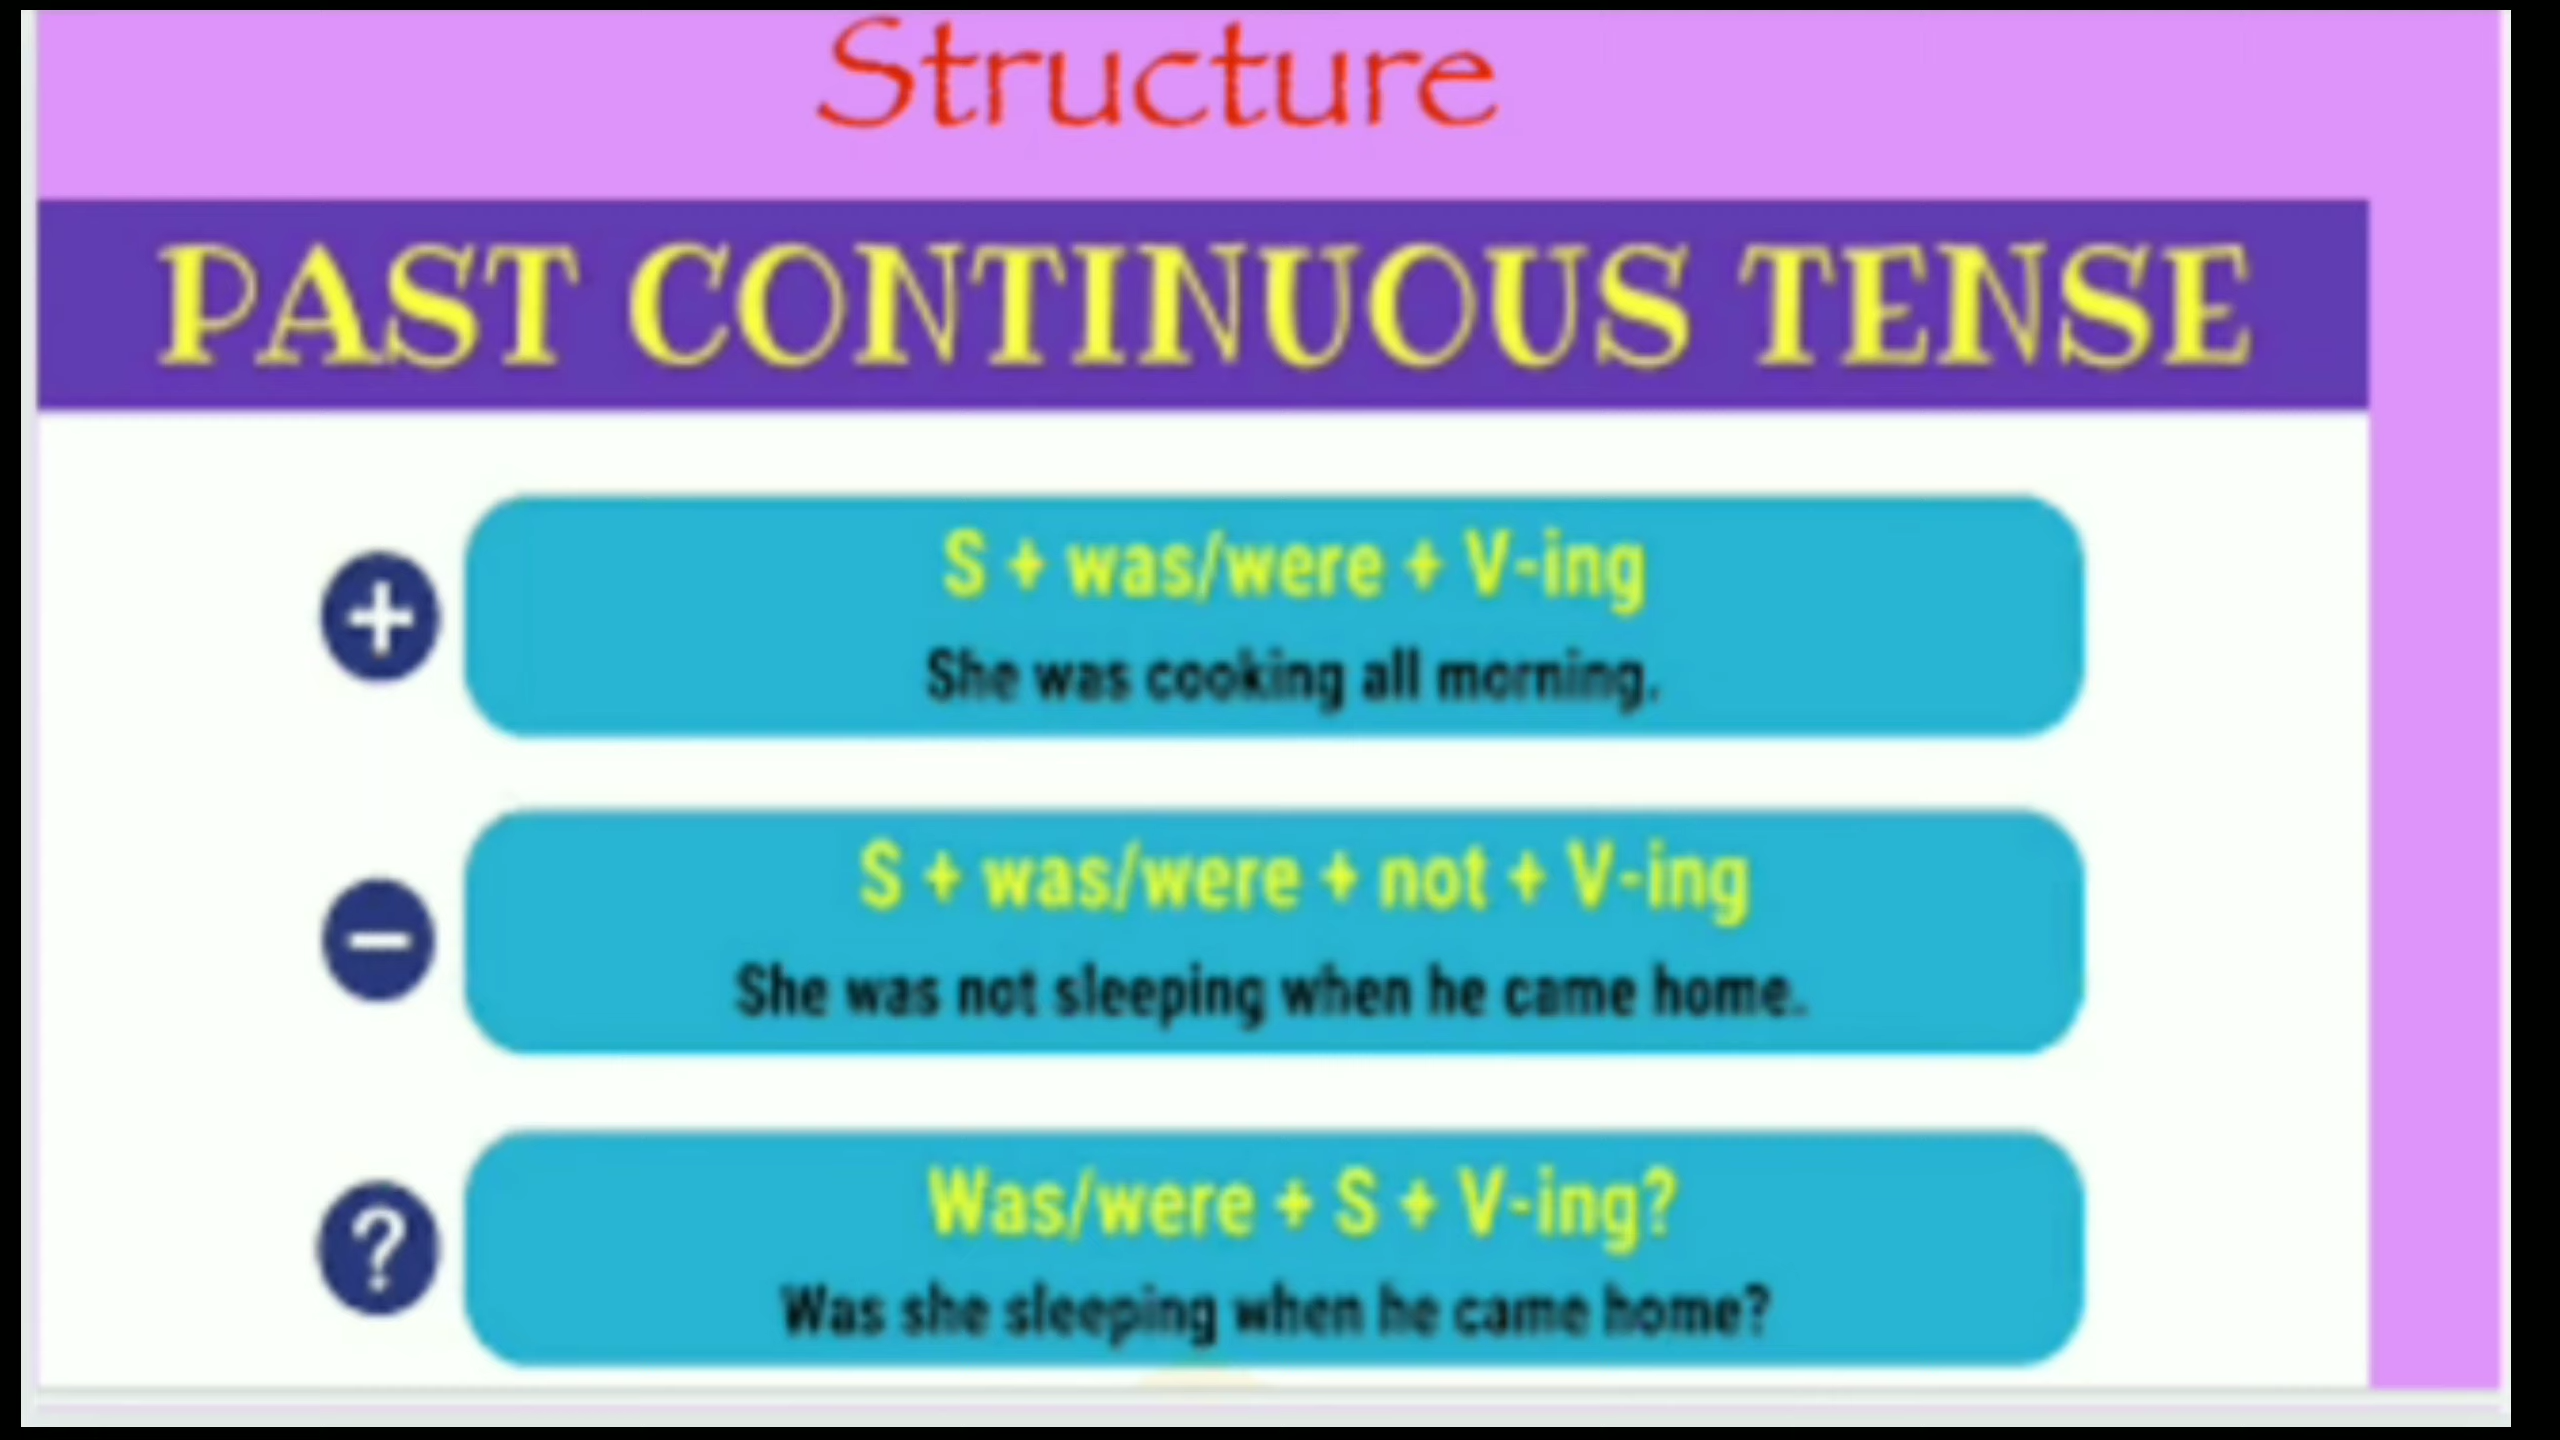 Structure
PAST CONTINUOUS TENSE
+
S + was/were + V-ing
She was cooking all morning.
–
S + was/were + not + V-ing
She was not sleeping when he came home.
?
Was/were + S + V-ing?
Was she sleeping when he came home?